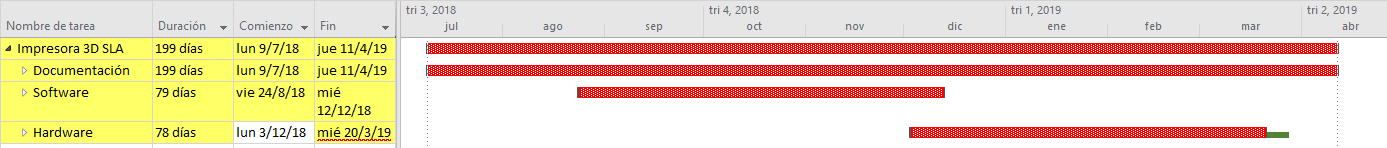 tri 3, 2018 tri 4, 2018 tri 1, 2019 tri 2, 2019
Nombre de tarea Duración Comienzo Fin jul ago sep oct nov dic ene feb mar abr
Impresora 3D SLA 199 días lun 9/7/18 jue 11/4/19
Documentación 199 días lun 9/7/18 jue 11/4/19
Software 79 días vie 24/8/18 mié
12/12/18
Hardware 78 días lun 3/12/18 mié 20/3/19